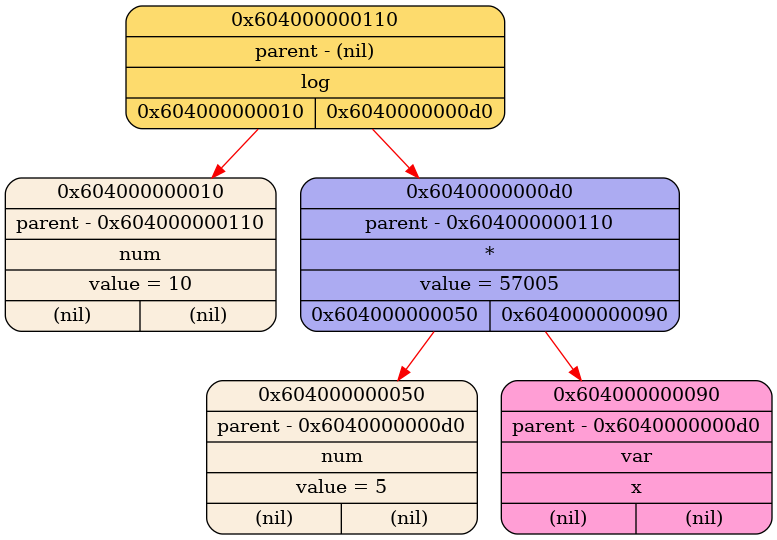 0x604000000110
parent - (nil)
log
0x604000000010 0x6040000000d0
0x604000000010
parent - 0x604000000110
num
value = 10
(nil) (nil)
0x6040000000d0
parent - 0x604000000110
*
value = 57005
0x604000000050 0x604000000090
0x604000000050
parent - 0x6040000000d0
num
value = 5
(nil) (nil)
0x604000000090
parent - 0x6040000000d0
var
x
(nil) (nil)